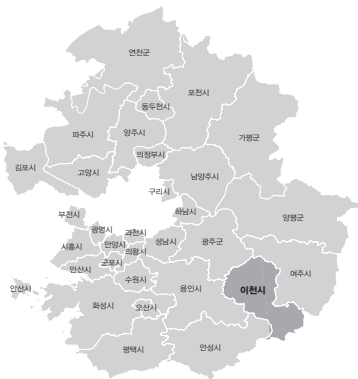 연천군
포천시
동두천시
파주시
양주시
가평군
의정부시
김포시
고양시
남양주시
구리시
하남시
부천시
양평군
광명시
과천시
시흥시
안양시
성남시
광주군
의왕시
군포시
안산시
여주시
수원시
안산시
용인시
이천시
화성시
오산시
평택시
안성시